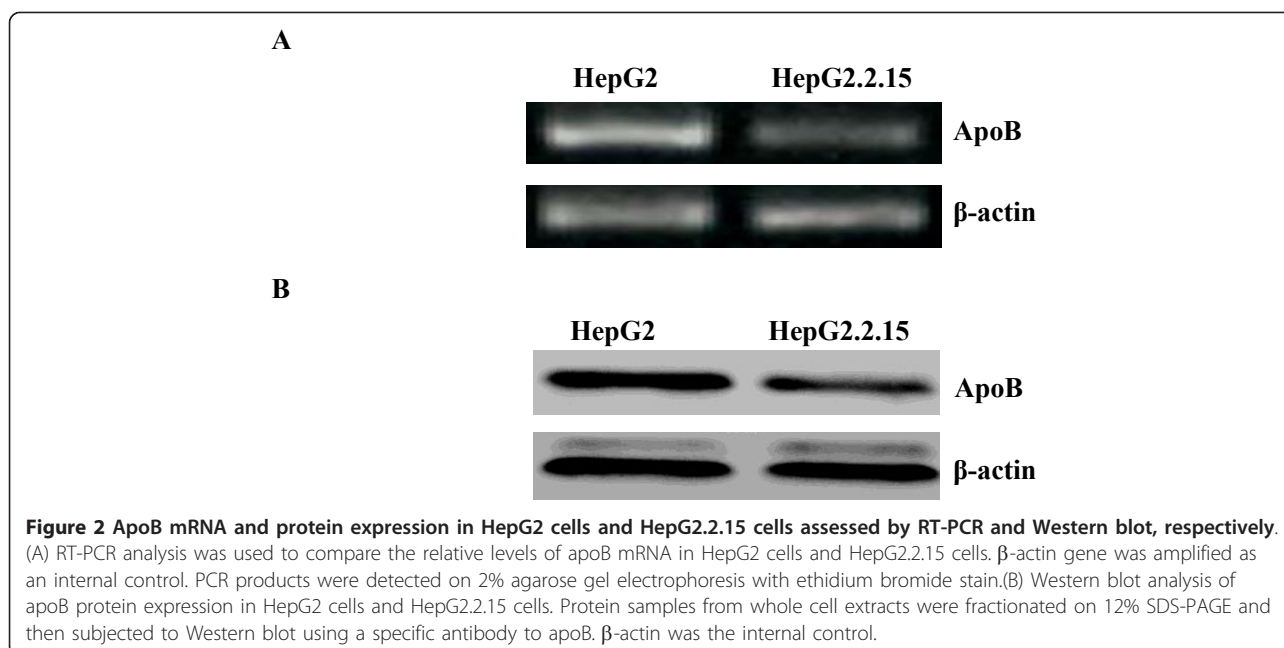 A
HepG2 HepG2.2.15
ApoB
β-actin
B
HepG2 HepG2.2.15
ApoB
β-actin
Figure 2 ApoB mRNA and protein expression in HepG2 cells and HepG2.2.15 cells assessed by RT-PCR and Western blot, respectively.
(A) RT-PCR analysis was used to compare the relative levels of apoB mRNA in HepG2 cells and HepG2.2.15 cells. β-actin gene was amplified as
an internal control. PCR products were detected on 2% agarose gel electrophoresis with ethidium bromide stain.(B) Western blot analysis of
apoB protein expression in HepG2 cells and HepG2.2.15 cells. Protein samples from whole cell extracts were fractionated on 12% SDS-PAGE and
then subjected to Western blot using a specific antibody to apoB. β-actin was the internal control.